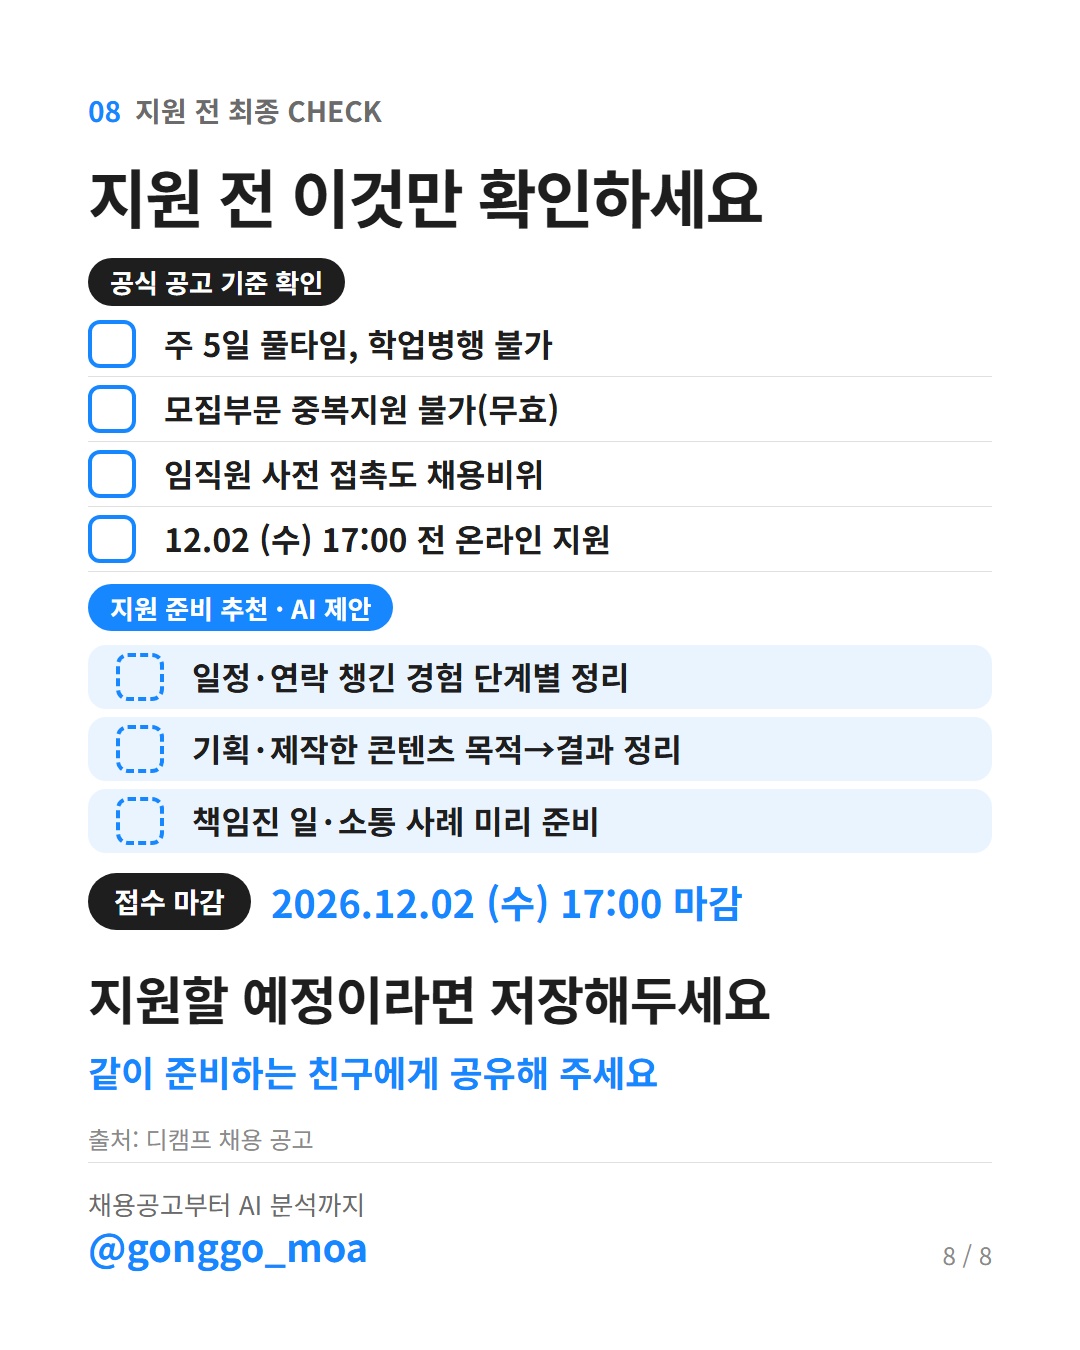 08 지원 전 최종 CHECK
지원 전 이것만 확인하세요
공식 공고 기준 확인
주 5일 풀타임, 학업병행 불가
모집부문 중복지원 불가(무효)
임직원 사전 접촉도 채용비위
12.02 (수) 17:00 전 온라인 지원
지원 준비 추천 · AI 제안
일정·연락 챙긴 경험 단계별 정리
기획·제작한 콘텐츠 목적→결과 정리
책임진 일·소통 사례 미리 준비
접수 마감 2026.12.02 (수) 17:00 마감
지원할 예정이라면 저장해두세요
같이 준비하는 친구에게 공유해 주세요
출처: 디캠프 채용 공고
채용공고부터 AI 분석까지
@gonggo_moa
8 / 8